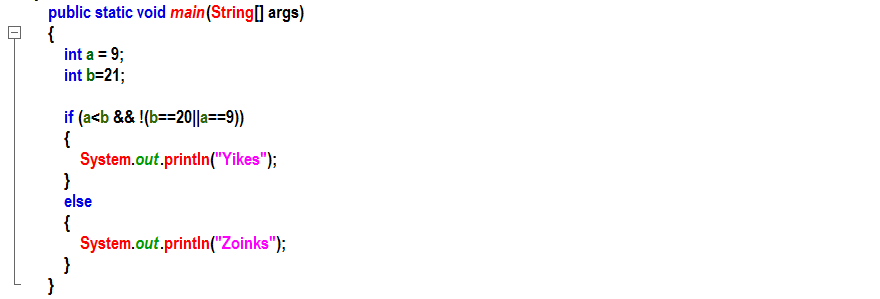 public static void main(String[] args)
{
int a = 9;
int b=21;
if (a<b && !(b==20||a==9))
{
System.out.println("Yikes");
}
else
{
System.out.println("Zoinks");
}
}